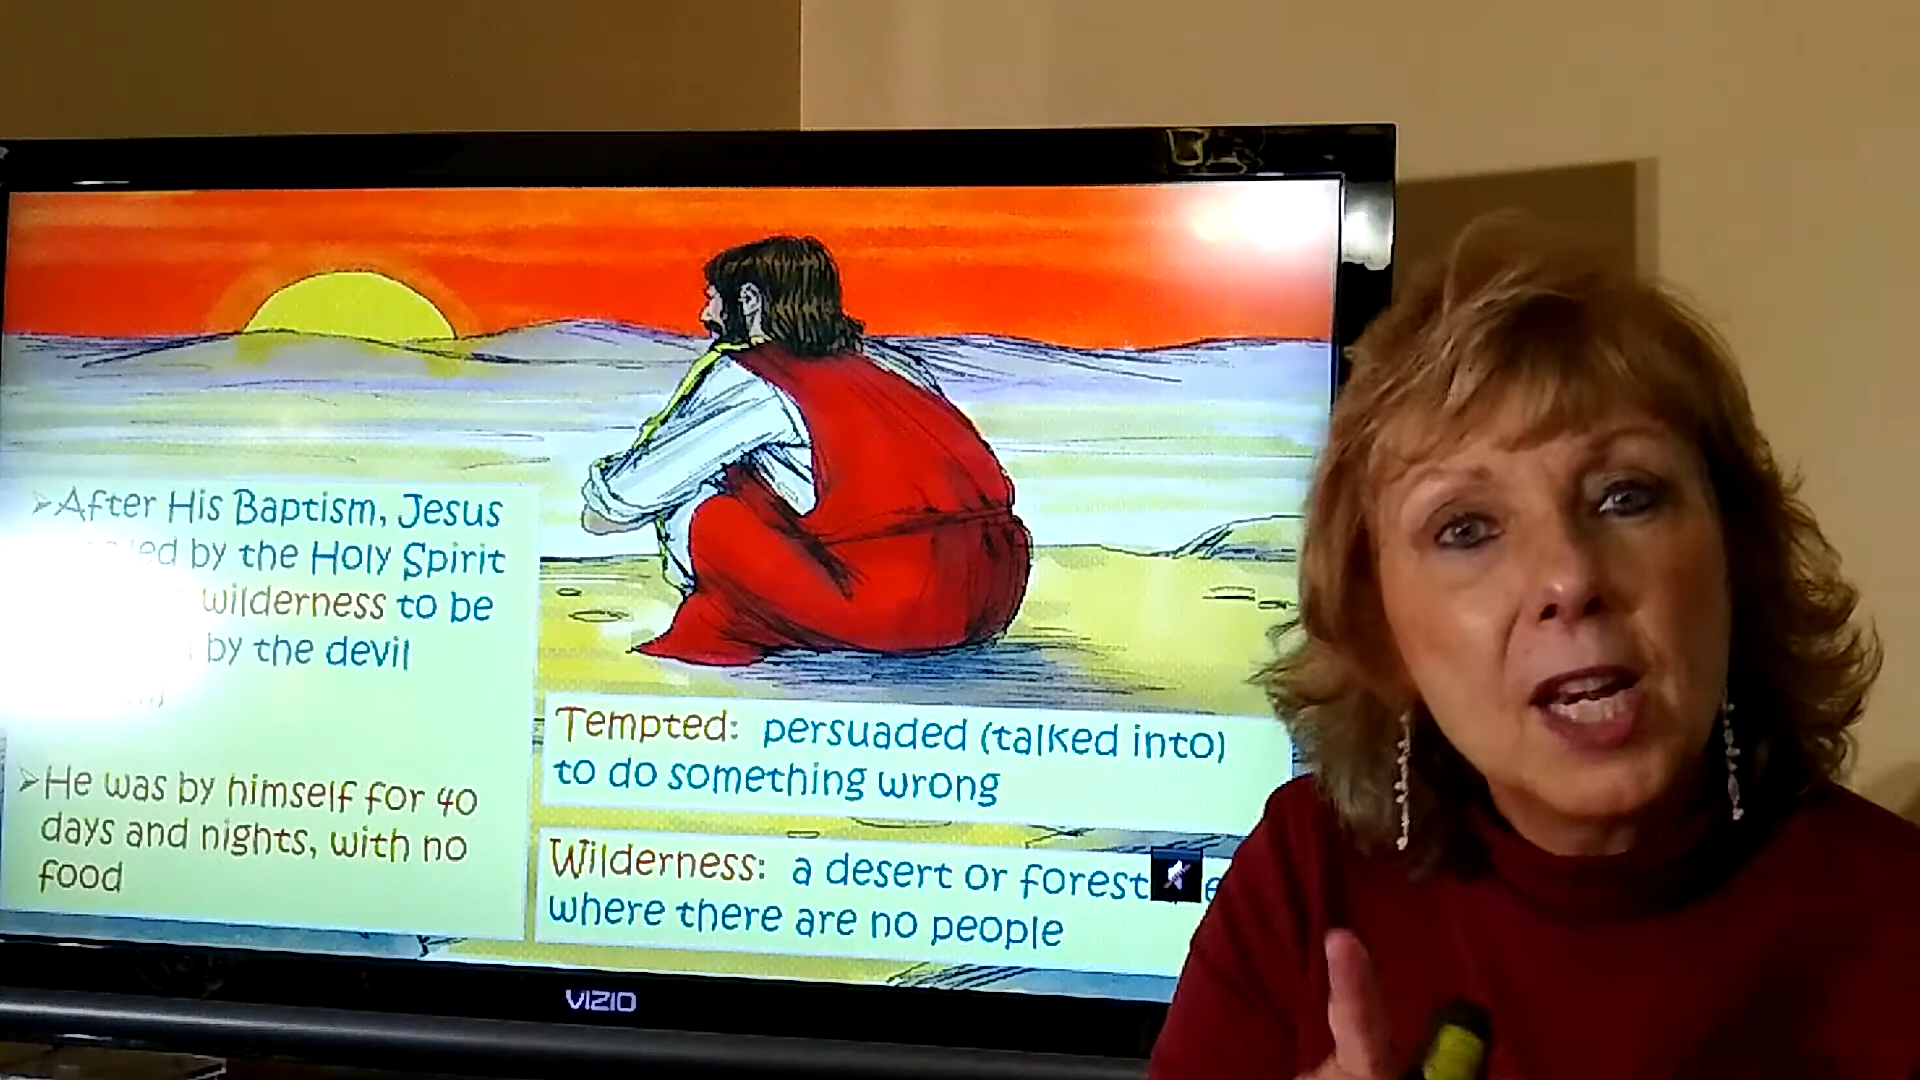 After His Baptism, Jesus
by the Holy Spirit
wilderness to be
by the devil
He was by himself for 40
days and nights, with no
food
Tempted: persuaded (talked into)
to do something wrong
Wilderness: a desert or forest
where there are no people
VIZIO